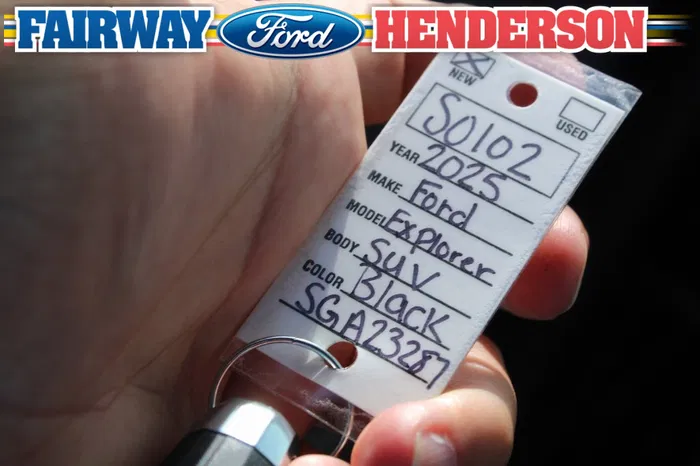 FAIRWAY Ford HENDERSON
NEW
USED
S0102
YEAR 2025
MAKE Ford
MODEL Explorer
BODY SUV
COLOR Black
SGA23287